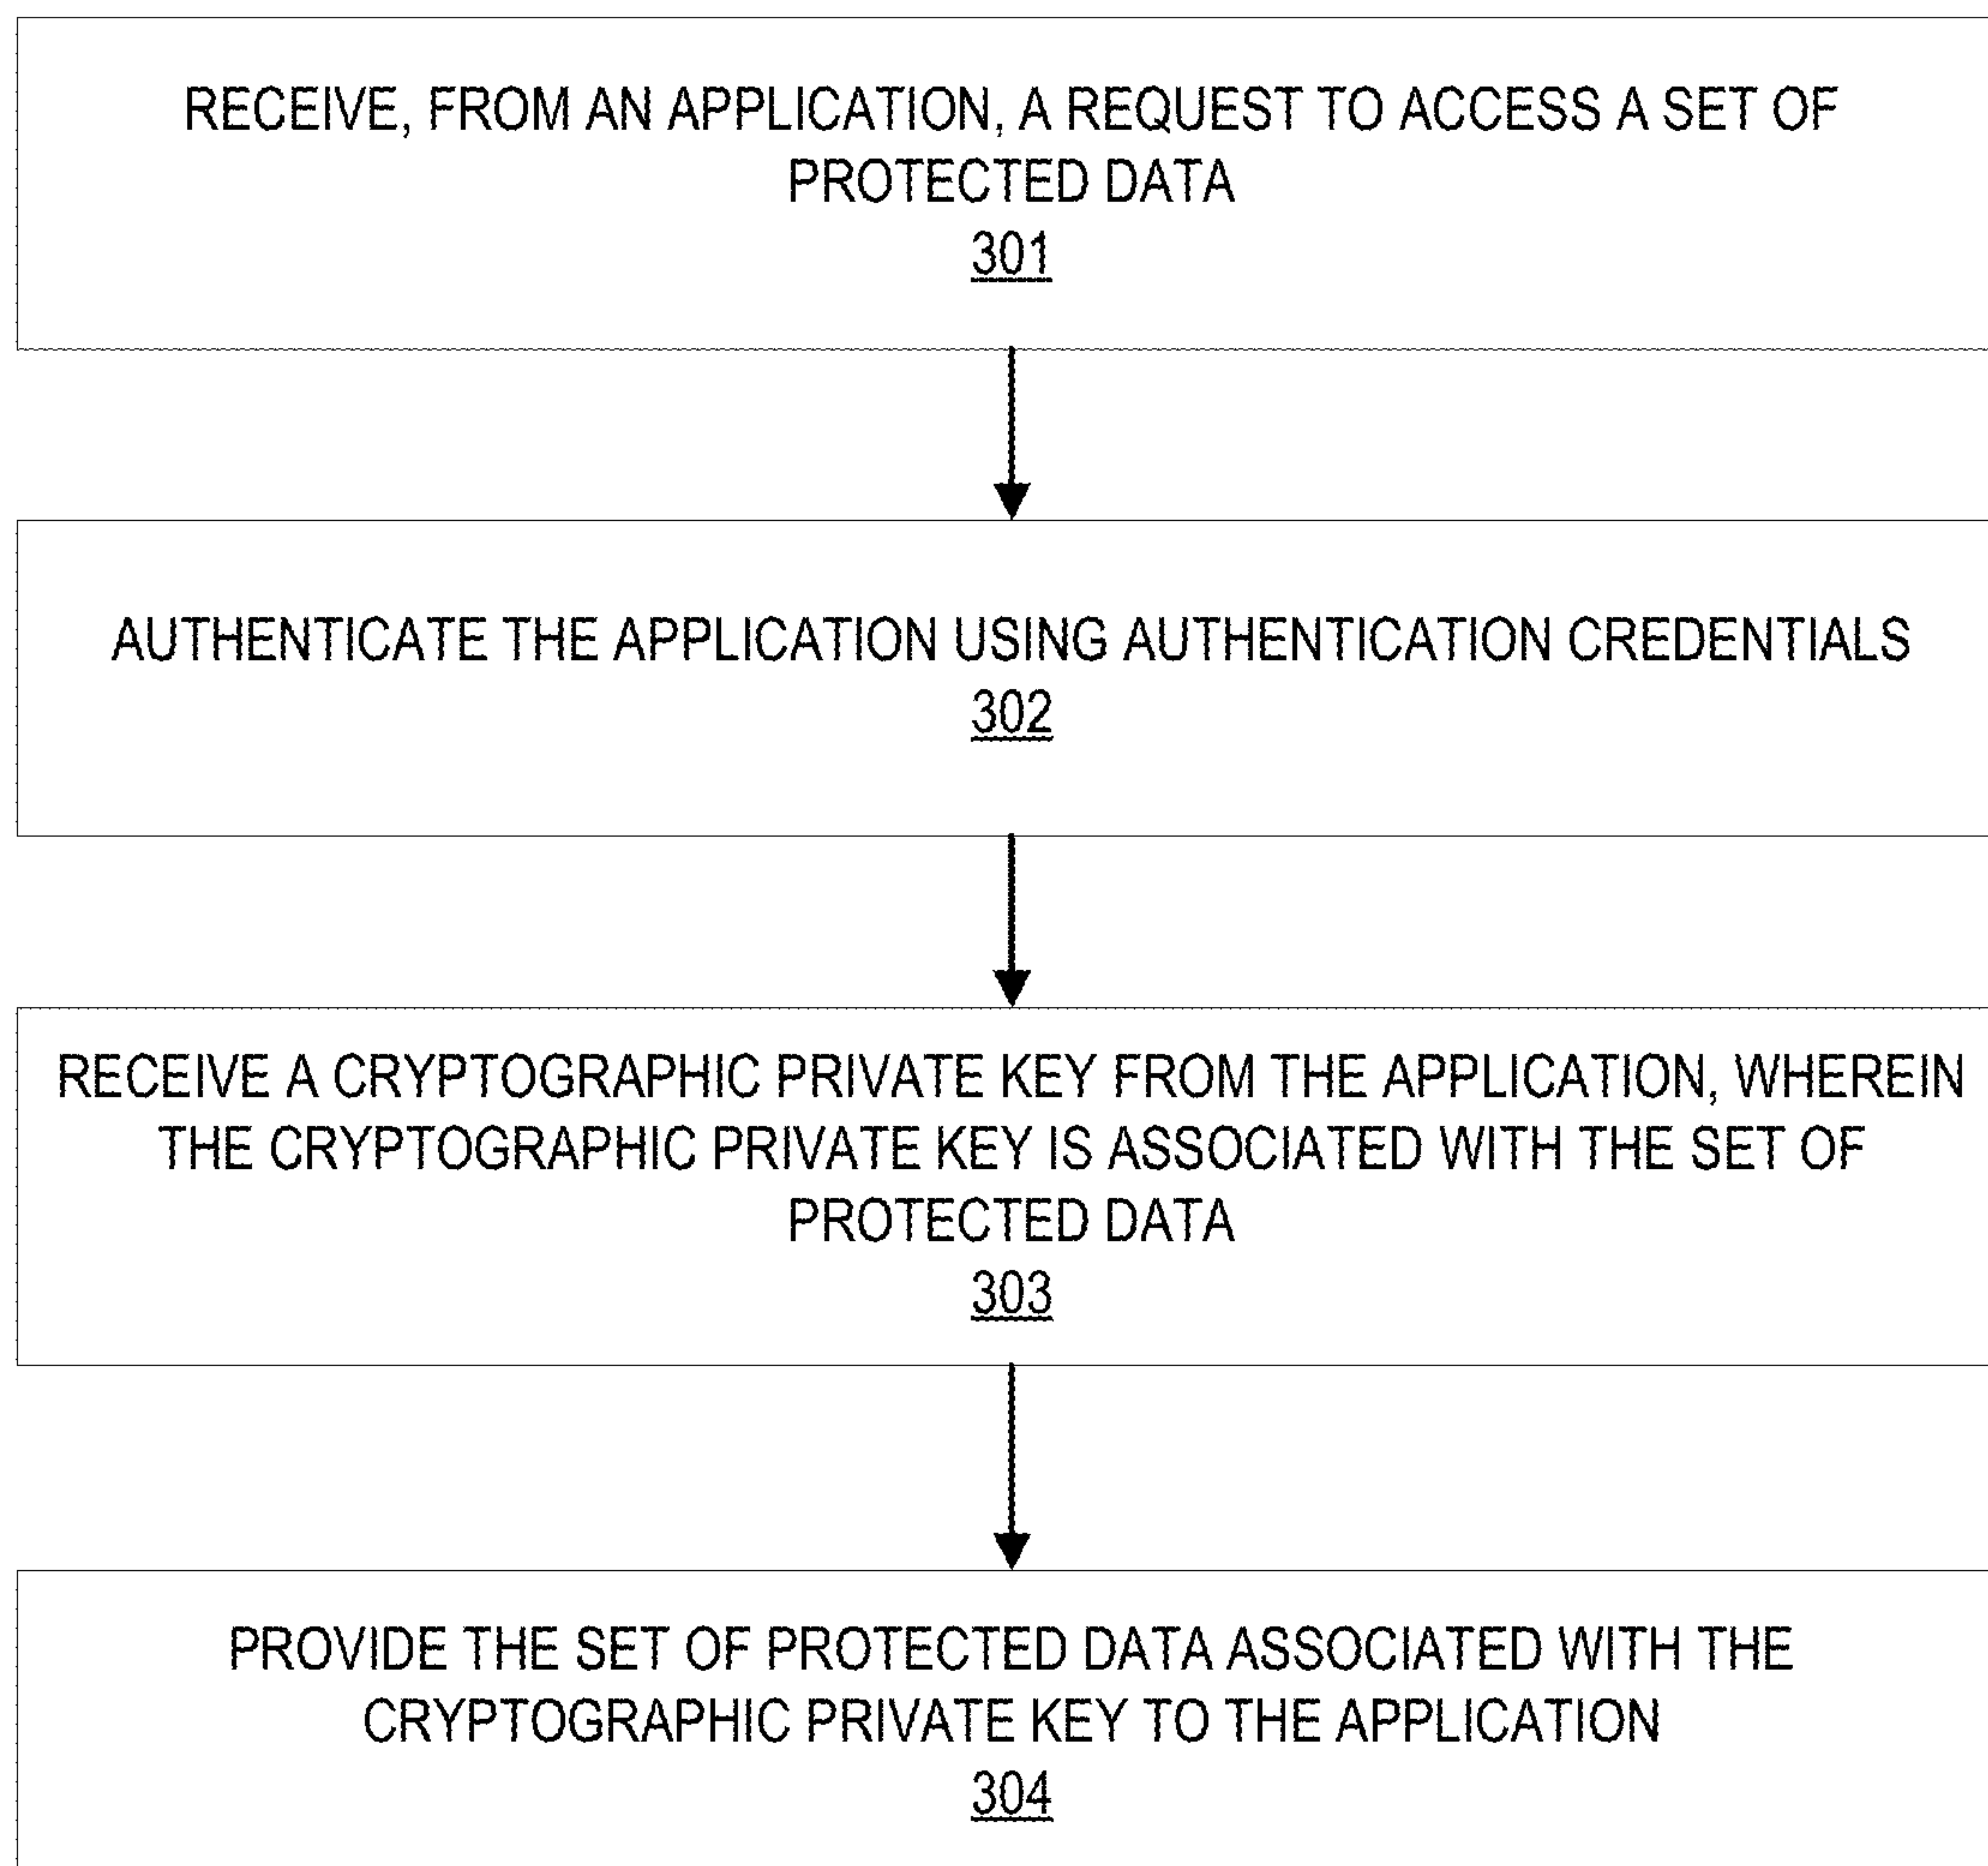 RECEIVE, FROM AN APPLICATION, A REQUEST TO ACCESS A SET OF
PROTECTED DATA
301
AUTHENTICATE THE APPLICATION USING AUTHENTICATION CREDENTIALS
302
RECEIVE A CRYPTOGRAPHIC PRIVATE KEY FROM THE APPLICATION, WHEREIN
THE CRYPTOGRAPHIC PRIVATE KEY IS ASSOCIATED WITH THE SET OF
PROTECTED DATA
303
PROVIDE THE SET OF PROTECTED DATA ASSOCIATED WITH THE
CRYPTOGRAPHIC PRIVATE KEY TO THE APPLICATION
304